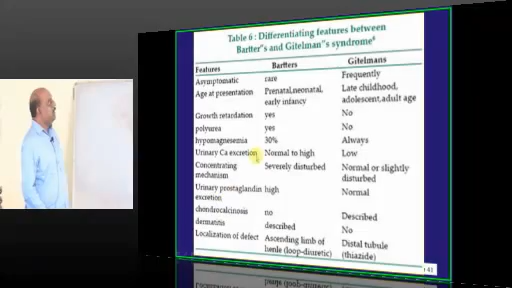 Table 6 : Differentiating features between
Bartter"s and Gitelman"s syndrome⁶
Features Bartters Gitelmans
Asymptomatic care Frequently
Age at presentation Prenatal,neonatal, early infancy Late childhood, adolescent,adult age
Growth retardation yes No
polyurea yes No
hypomagnesemia 30% Always
Urinary Ca excretion Normal to high Low
Concentrating mechanism Severely disturbed Normal or slightly disturbed
Urinary prostaglandin excretion high Normal
chondrocalcinosis no Described
dermatitis described No
Localization of defect Ascending limb of henle (loop-diuretic) Distal tubule (thiazide)
41